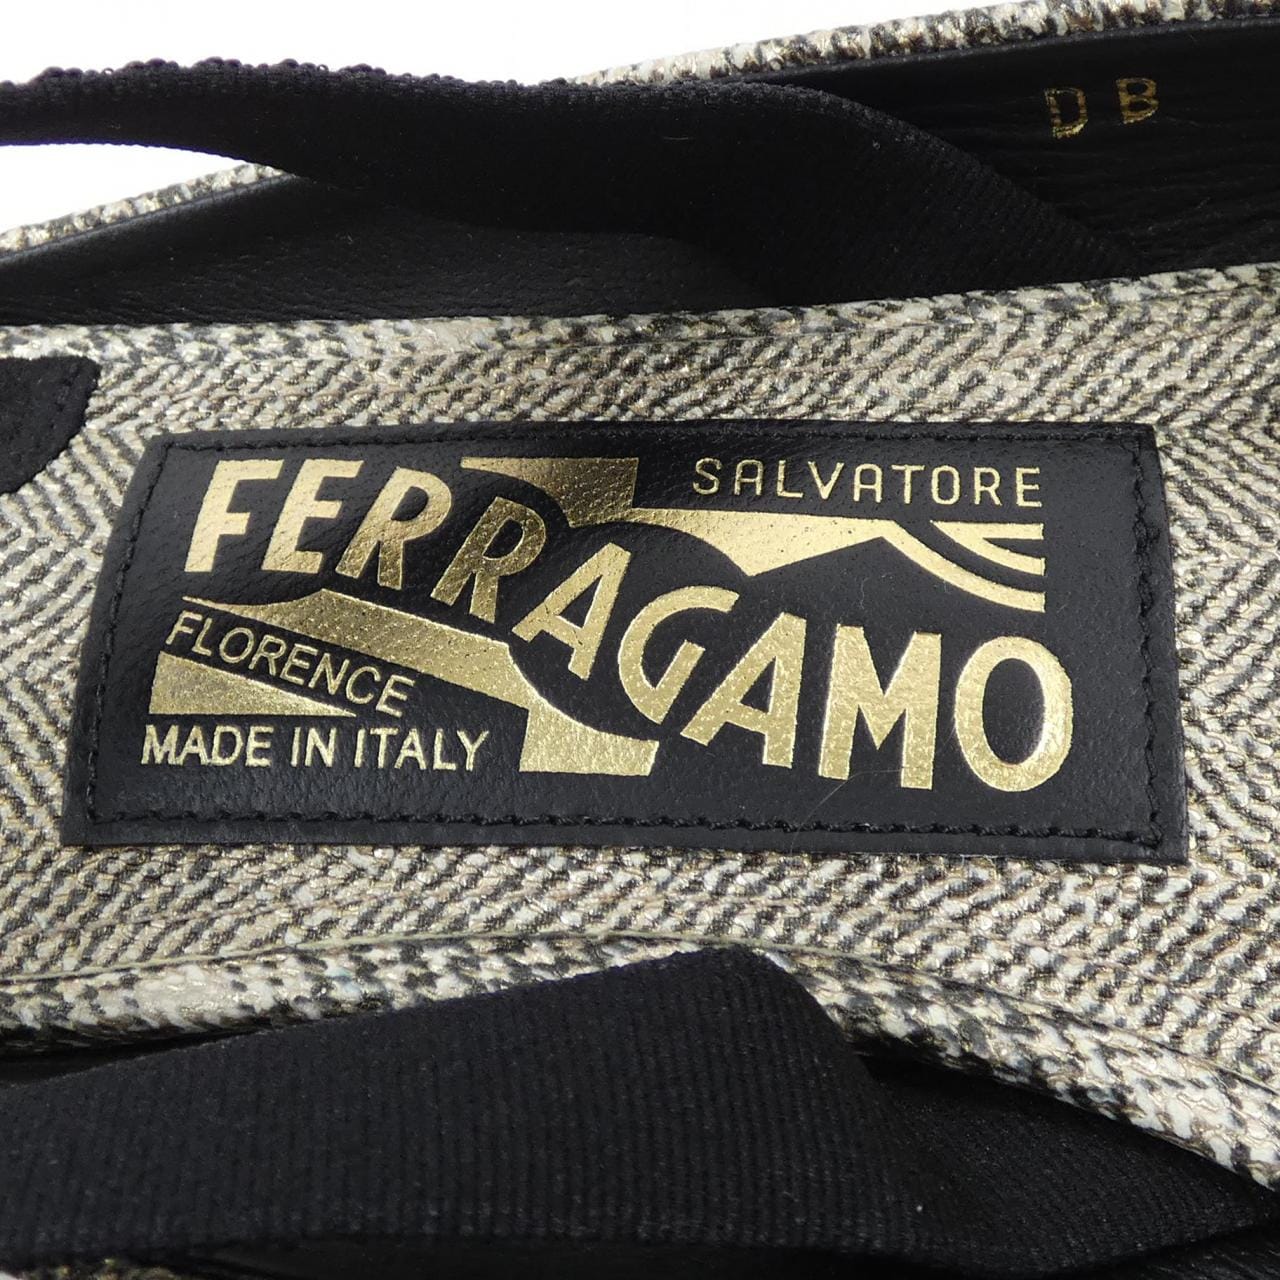 D B
SALVATORE
FERRAGAMO
FLORENCE
MADE IN ITALY